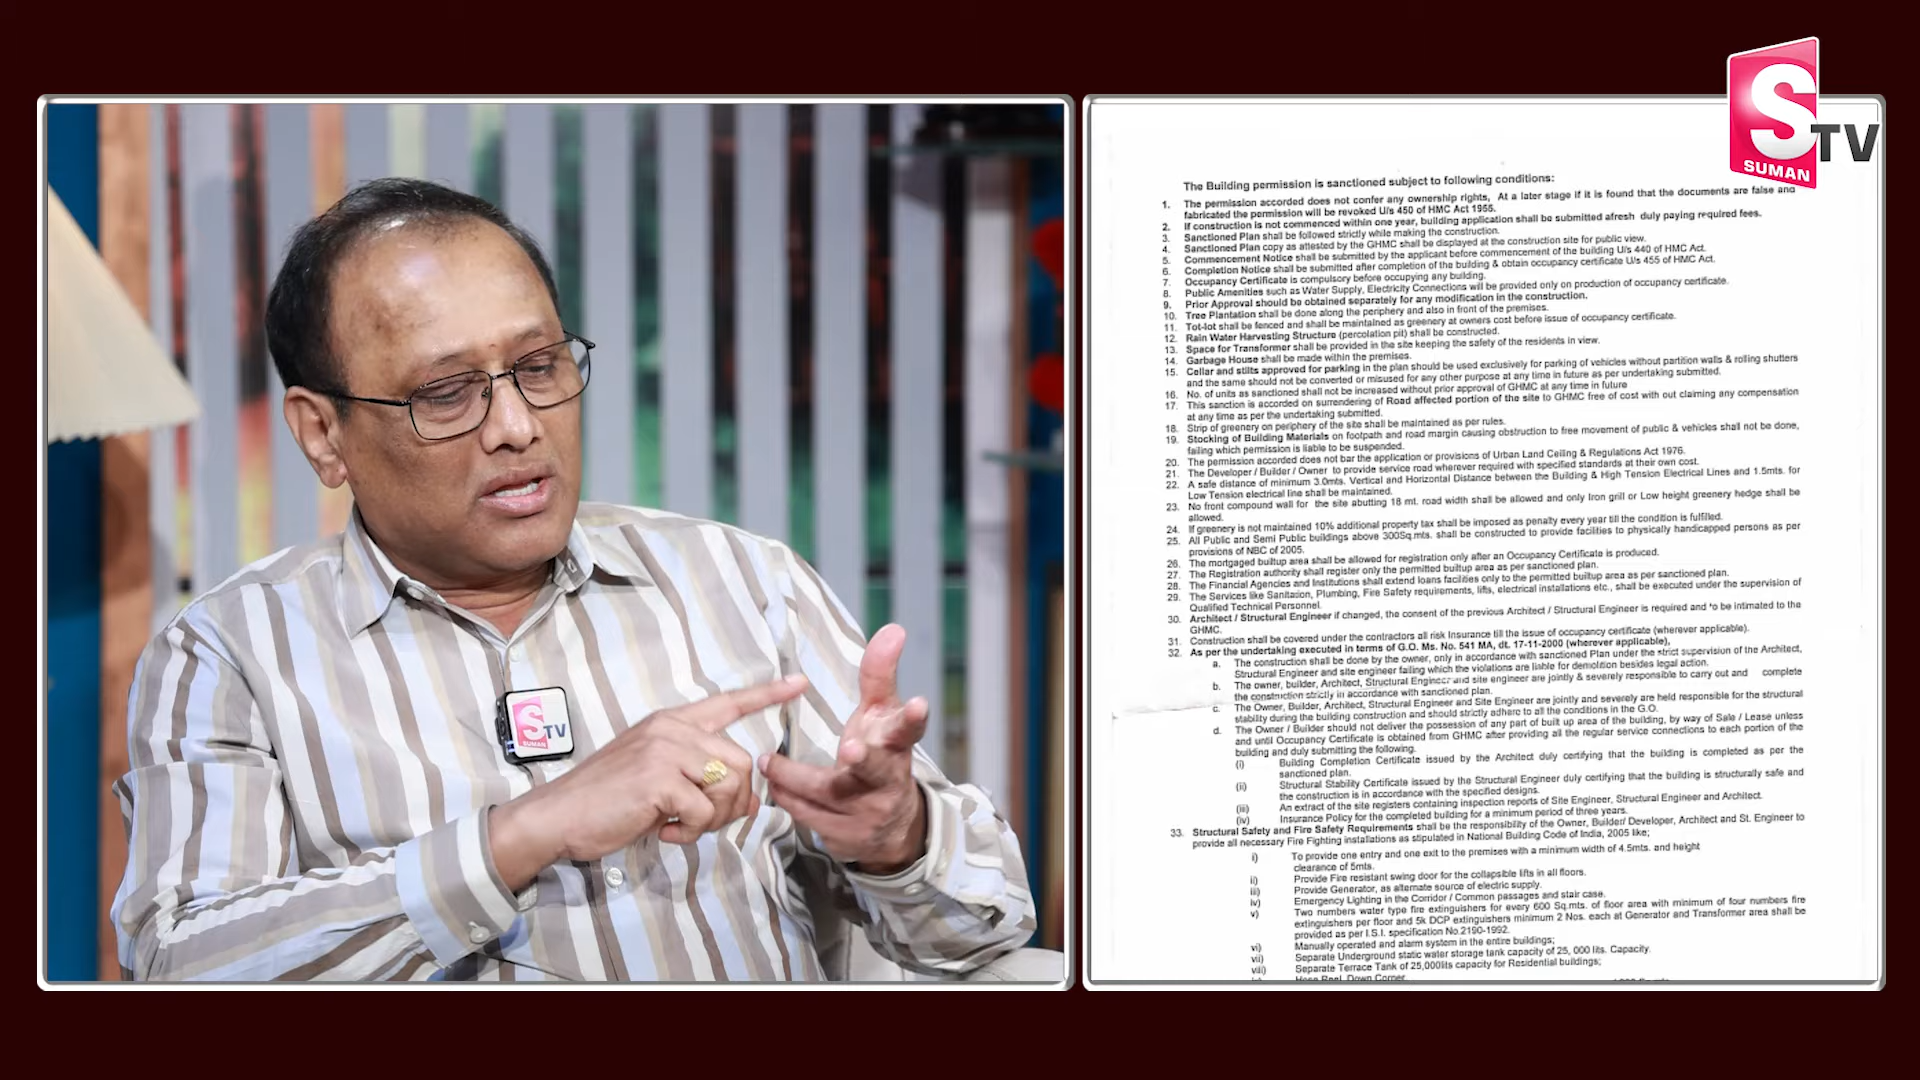 S
TV
SUMAN
The Building permission is sanctioned subject to following conditions:
1. The permission accorded does not confer any ownership rights, At a later stage if it is found that the documents are false and
fabricated the permission will be revoked U/s 450 of HMC Act 1955.
2. If construction is not commenced within one year, building application shall be submitted afresh duly paying required fees.
3. Sanctioned Plan shall be followed strictly while making the construction.
4. Sanctioned Plan copy as attested by the GHMC shall be displayed at the construction site for public view.
5. Commencement Notice shall be submitted by the applicant before commencement of the building U/s 440 of HMC Act.
6. Completion Notice shall be submitted after completion of the building & obtain occupancy certificate U/s 455 of HMC Act.
7. Occupancy Certificate is compulsory before occupying any building.
8. Public Amenities such as Water Supply, Electricity Connections will be provided only on production of occupancy certificate.
9. Prior Approval should be obtained separately for any modification in the construction.
10. Tree Plantation shall be done along the periphery and also in front of the premises.
11. Tot-lot shall be fenced and shall be maintained as greenery at owners cost before issue of occupancy certificate.
12. Rain Water Harvesting Structure (percolation pit) shall be constructed.
13. Space for Transformer shall be provided in the site keeping the safety of the residents in view.
14. Garbage House shall be made within the premises.
15. Cellar and stilts approved for parking in the plan should be used exclusively for parking of vehicles without partition walls & rolling shutters
and the same should not be converted or misused for any other purpose at any time in future as per undertaking submitted.
16. No. of units as sanctioned shall not be increased without prior approval of GHMC at any time in future
17. This sanction is accorded on surrendering of Road affected portion of the site to GHMC free of cost with out claiming any compensation
at any time as per the undertaking submitted.
18. Strip of greenery on periphery of the site shall be maintained as per rules.
19. Stocking of Building Materials on footpath and road margin causing obstruction to free movement of public & vehicles shall not be done,
failing which permission is liable to be suspended.
20. The permission accorded does not bar the application or provisions of Urban Land Ceiling & Regulations Act 1976.
21. The Developer / Builder / Owner to provide service road wherever required with specified standards at their own cost.
22. A safe distance of minimum 3.0mts. Vertical and Horizontal Distance between the Building & High Tension Electrical Lines and 1.5mts. for
Low Tension electrical line shall be maintained.
23. No front compound wall for the site abutting 18 mt. road width shall be allowed and only Iron grill or Low height greenery hedge shall be
allowed.
24. If greenery is not maintained 10% additional property tax shall be imposed as penalty every year till the condition is fulfilled.
25. All Public and Semi Public buildings above 300Sq.mts. shall be constructed to provide facilities to physically handicapped persons as per
provisions of NBC of 2005.
26. The mortgaged builtup area shall be allowed for registration only after an Occupancy Certificate is produced.
27. The Registration authority shall register only the permitted builtup area as per sanctioned plan.
28. The Financial Agencies and Institutions shall extend loans facilities only to the permitted builtup area as per sanctioned plan.
29. The Services like Sanitation, Plumbing, Fire Safety requirements, lifts, electrical installations etc., shall be executed under the supervision of
Qualified Technical Personnel.
30. Architect / Structural Engineer if changed, the consent of the previous Architect / Structural Engineer is required and to be intimated to the
GHMC.
31. Construction shall be covered under the contractors all risk Insurance till the issue of occupancy certificate (wherever applicable).
32. As per the undertaking executed in terms of G.O. Ms. No. 541 MA, dt. 17-11-2000 (wherever applicable),
a. The construction shall be done by the owner, only in accordance with sanctioned Plan under the strict supervision of the Architect,
Structural Engineer and site engineer failing which the violations are liable for demolition besides legal action.
b. The owner, builder, Architect, Structural Engineer and site engineer are jointly & severely responsible to carry out and complete
the construction strictly in accordance with sanctioned plan.
c. The Owner, Builder, Architect, Structural Engineer and Site Engineer are jointly and severely are held responsible for the structural
stability during the building construction and should strictly adhere to all the conditions in the G.O.
d. The Owner / Builder should not deliver the possession of any part of built up area of the building, by way of Sale / Lease unless
and until Occupancy Certificate is obtained from GHMC after providing all the regular service connections to each portion of the
building and duly submitting the following.
(i) Building Completion Certificate issued by the Architect duly certifying that the building is completed as per the
sanctioned plan.
(ii) Structural Stability Certificate issued by the Structural Engineer duly certifying that the building is structurally safe and
the construction is in accordance with the specified designs.
(iii) An extract of the site registers containing inspection reports of Site Engineer, Structural Engineer and Architect.
(iv) Insurance Policy for the completed building for a minimum period of three years.
33. Structural Safety and Fire Safety Requirements shall be the responsibility of the Owner, Builder/ Developer, Architect and St. Engineer to
provide all necessary Fire Fighting installations as stipulated in National Building Code of India, 2005 like;
i) To provide one entry and one exit to the premises with a minimum width of 4.5mts. and height
clearance of 5mts.
ii) Provide Fire resistant swing door for the collapsible lifts in all floors.
iii) Provide Generator, as alternate source of electric supply.
iv) Emergency Lighting in the Corridor / Common passages and stair case.
v) Two numbers water type fire extinguishers for every 600 Sq.mts. of floor area with minimum of four numbers fire
extinguishers per floor and 5k DCP extinguishers minimum 2 Nos. each at Generator and Transformer area shall be
provided as per I.S.I. specification No.2190-1992.
vi) Manually operated and alarm system in the entire buildings;
vii) Separate Underground static water storage tank capacity of 25, 000 lits. Capacity.
viii) Separate Terrace Tank of 25,000lits capacity for Residential buildings;
Hose Reel, Down Corner.
S
TV
SUMAN